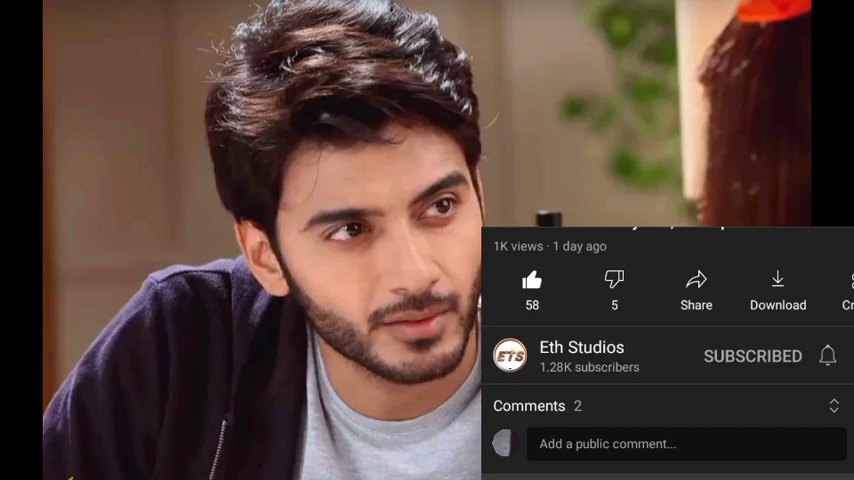 1K views · 1 day ago
58
5
Share
Download
Cr
ETS
Eth Studios
1.28K subscribers
SUBSCRIBED
Comments 2
Add a public comment...